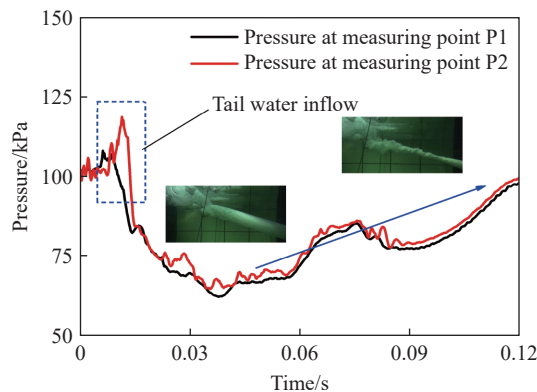 150
125
100
75
50
Pressure/kPa
Pressure at measuring point P1
Pressure at measuring point P2
Tail water inflow
0
0.03
0.06
0.09
0.12
Time/s